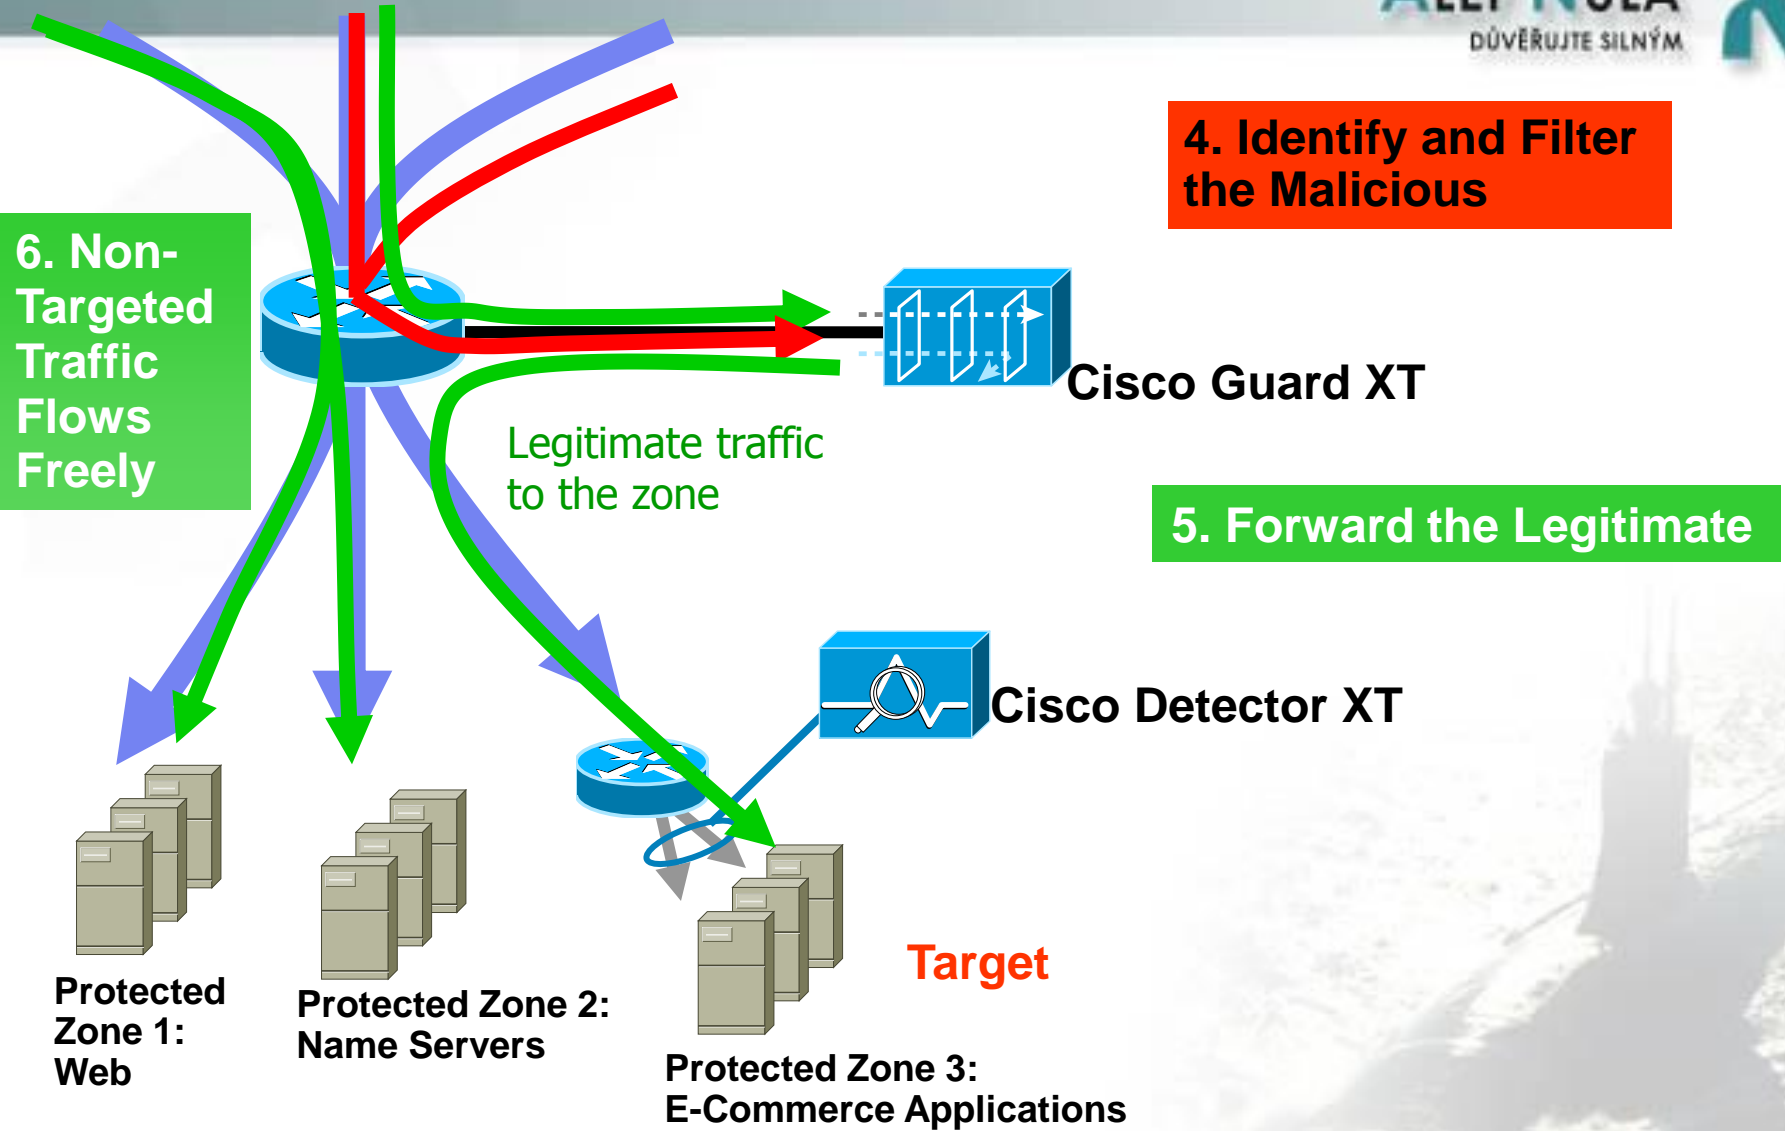 DŮVĚŘUJTE SILNÝM
4. Identify and Filter
the Malicious
6. Non-
Targeted
Traffic
Flows
Freely
Cisco Guard XT
Legitimate traffic
to the zone
5. Forward the Legitimate
Cisco Detector XT
Target
Protected
Zone 1:
Web
Protected Zone 2:
Name Servers
Protected Zone 3:
E-Commerce Applications